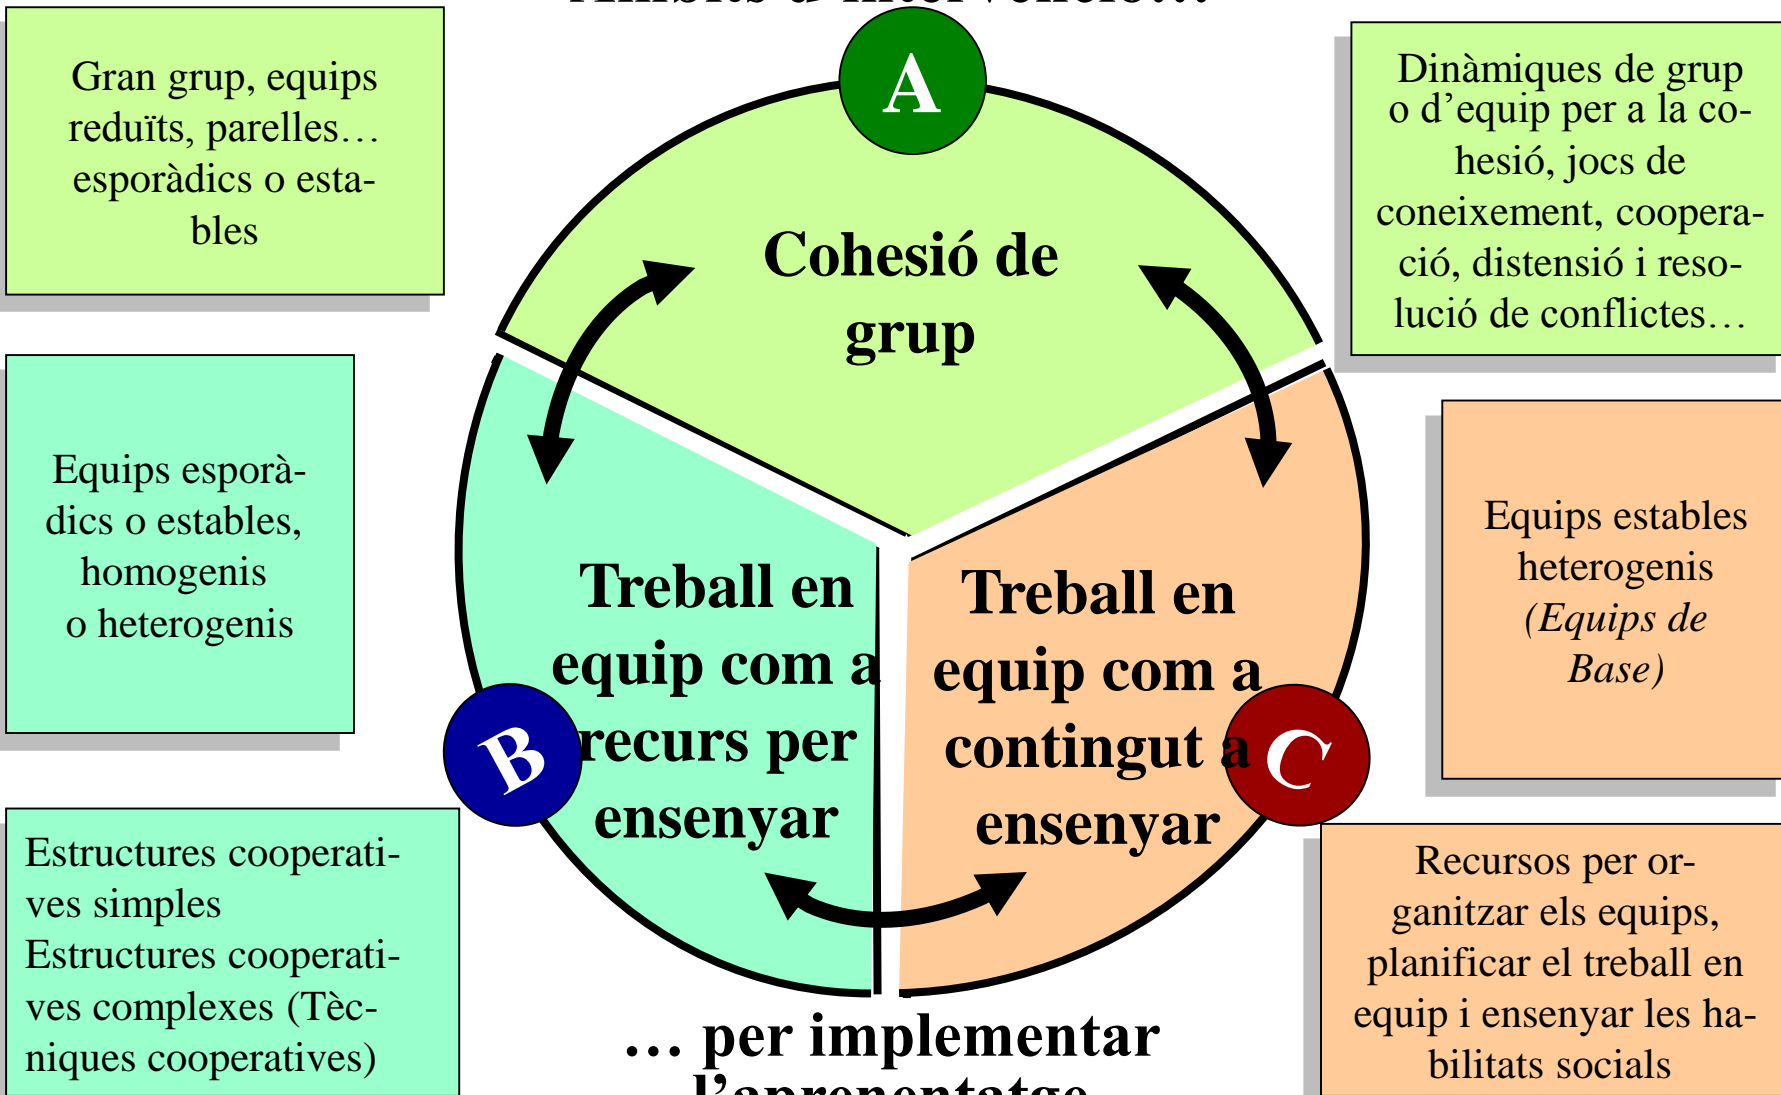 Àmbits d'intervenció…
A
Gran grup, equips
reduïts, parelles…
esporàdics o esta-
bles
Dinàmiques de grup
o d’equip per a la co-
hesió, jocs de
coneixement, coopera-
ció, distensió i reso-
lució de conflictes…
Cohesió de
grup
Equips esporà-
dics o estables,
homogenis
o heterogenis
Treball en
equip com a
recurs per
ensenyar
B
Treball en
equip com a
contingut a
ensenyar
C
Equips estables
heterogenis
(Equips de
Base)
Estructures cooperati-
ves simples
Estructures cooperati-
ves complexes (Tèc-
niques cooperatives)
Recursos per or-
ganitzar els equips,
planificar el treball en
equip i ensenyar les ha-
bilitats socials
… per implementar
l’aprenentatge